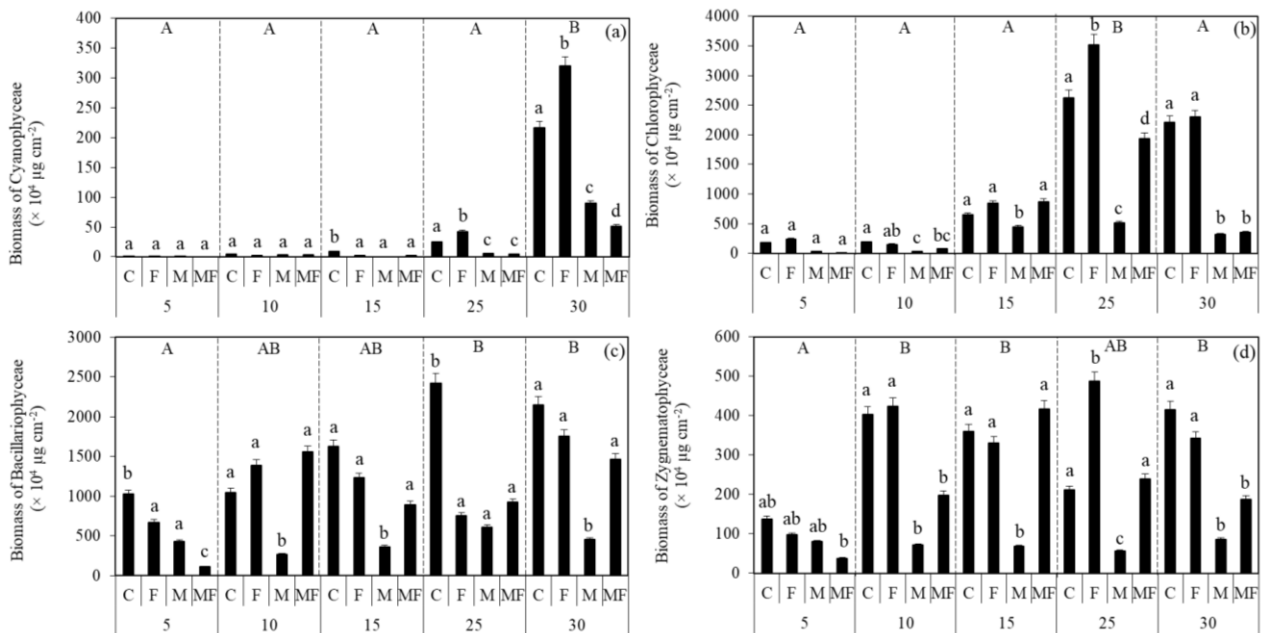 Biomass of Cyanophyceae
(× 10⁴ µg cm⁻²)
400
350
300
250
200
150
100
50
0
A A A A B (a)
a a a a
a a a a
b a a
a b c c
a b c d
C F M MF C F M MF C F M MF C F M MF C F M MF
5 10 15 25 30
Biomass of Chlorophyceae
(× 10⁴ µg cm⁻²)
4000
3500
3000
2500
2000
1500
1000
500
0
A A A B A (b)
a a a a
a ab c bc
a a b a
a b c d
a a b b
C F M MF C F M MF C F M MF C F M MF C F M MF
5 10 15 25 30
Biomass of Bacillariophyceae
(× 10⁴ µg cm⁻²)
3000
2500
2000
1500
1000
500
0
A AB AB B B (c)
b a a c
a a b a
a a b a
b a a a
a a b a
C F M MF C F M MF C F M MF C F M MF C F M MF
5 10 15 25 30
Biomass of Zygnematophyceae
(× 10⁴ µg cm⁻²)
600
500
400
300
200
100
0
A B B AB B (d)
ab ab ab b
a a b b
a a b a
a b c a
a a b b
C F M MF C F M MF C F M MF C F M MF C F M MF
5 10 15 25 30